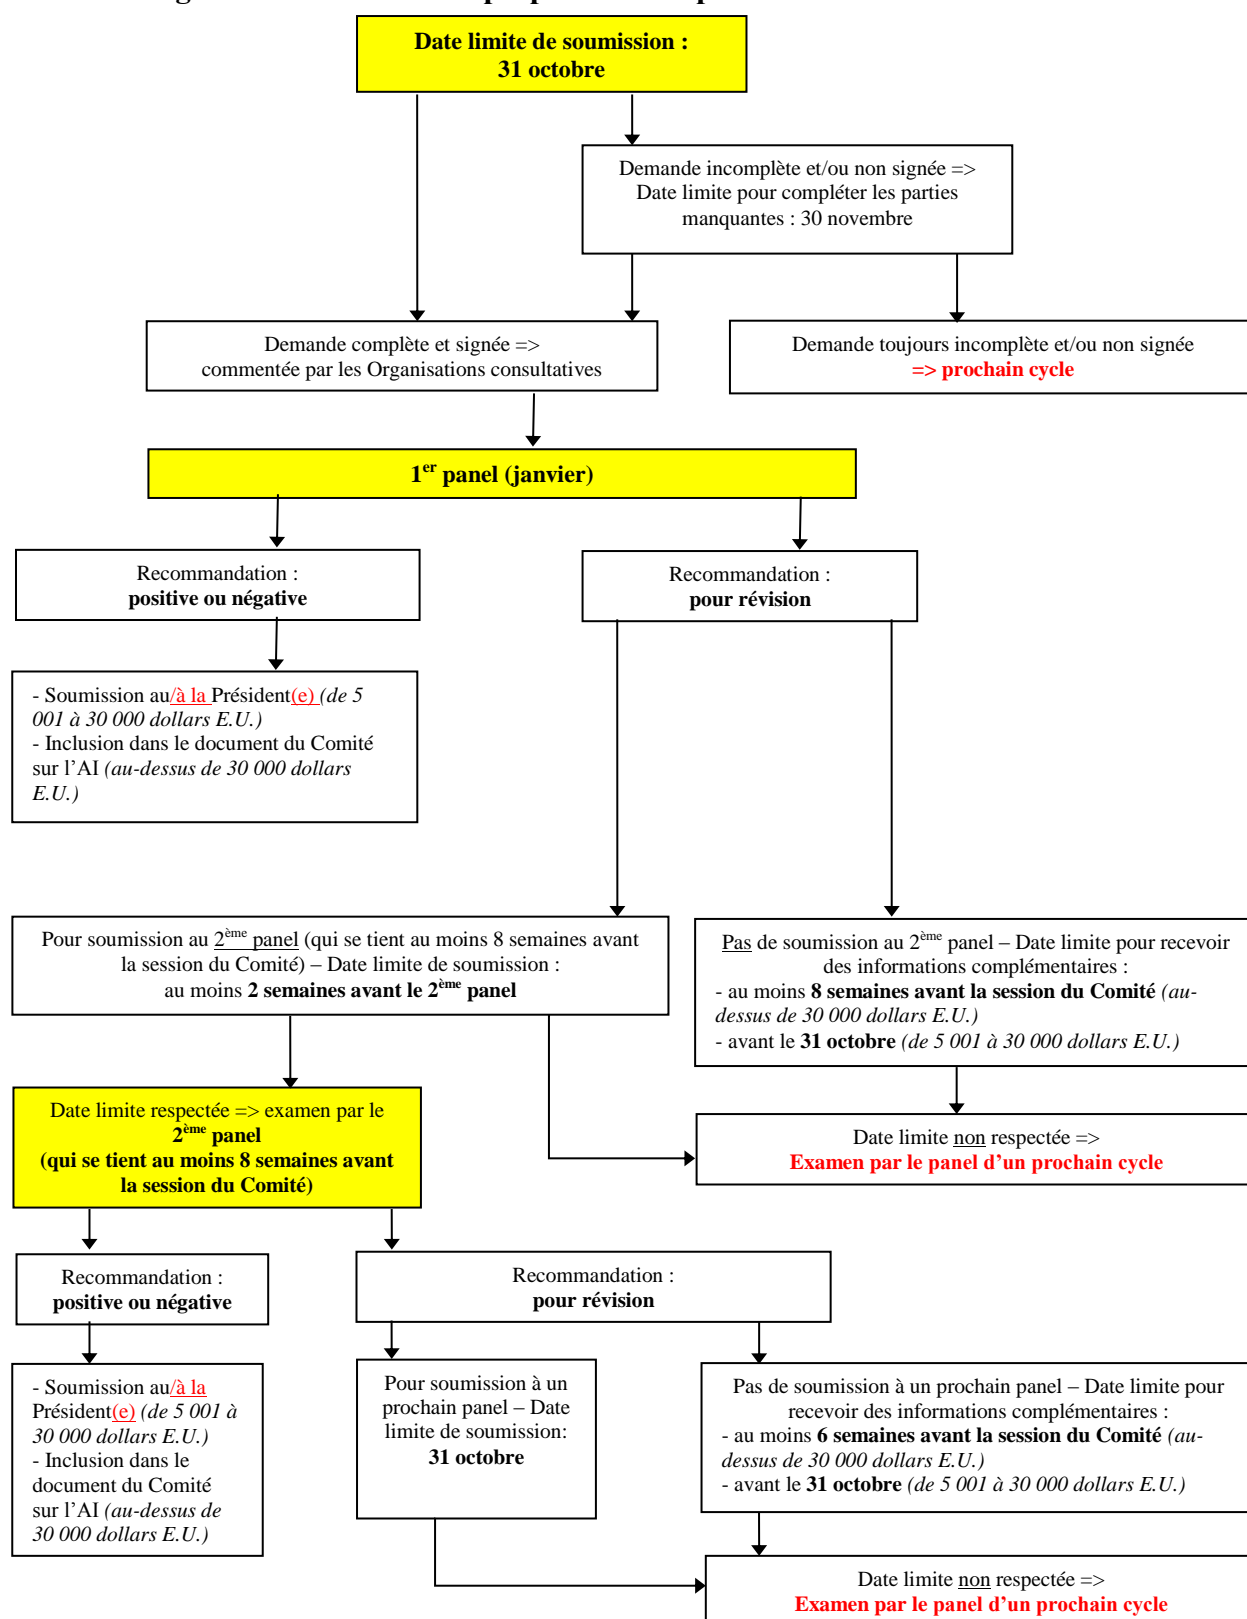 Date limite de soumission :
31 octobre
Demande incomplète et/ou non signée =>
Date limite pour compléter les parties
manquantes : 30 novembre
Demande complète et signée =>
commentée par les Organisations consultatives
Demande toujours incomplète et/ou non signée
=> prochain cycle
1er panel (janvier)
Recommandation :
positive ou négative
Recommandation :
pour révision
- Soumission au/à la Président(e) (de 5
001 à 30 000 dollars E.U.)
- Inclusion dans le document du Comité
sur l’AI (au-dessus de 30 000 dollars
E.U.)
Pour soumission au 2ème panel (qui se tient au moins 8 semaines avant
la session du Comité) – Date limite de soumission :
au moins 2 semaines avant le 2ème panel
Pas de soumission au 2ème panel – Date limite pour recevoir
des informations complémentaires :
- au moins 8 semaines avant la session du Comité (au-
dessus de 30 000 dollars E.U.)
- avant le 31 octobre (de 5 001 à 30 000 dollars E.U.)
Date limite respectée => examen par le
2ème panel
(qui se tient au moins 8 semaines avant
la session du Comité)
Date limite non respectée =>
Examen par le panel d’un prochain cycle
Recommandation :
positive ou négative
Recommandation :
pour révision
- Soumission au/à la
Président(e) (de 5 001 à
30 000 dollars E.U.)
- Inclusion dans le
document du Comité
sur l’AI (au-dessus de
30 000 dollars E.U.)
Pour soumission à un
prochain panel – Date
limite de soumission:
31 octobre
Pas de soumission à un prochain panel – Date limite pour
recevoir des informations complémentaires :
- au moins 6 semaines avant la session du Comité (au-
dessus de 30 000 dollars E.U.)
- avant le 31 octobre (de 5 001 à 30 000 dollars E.U.)
Date limite non respectée =>
Examen par le panel d’un prochain cycle